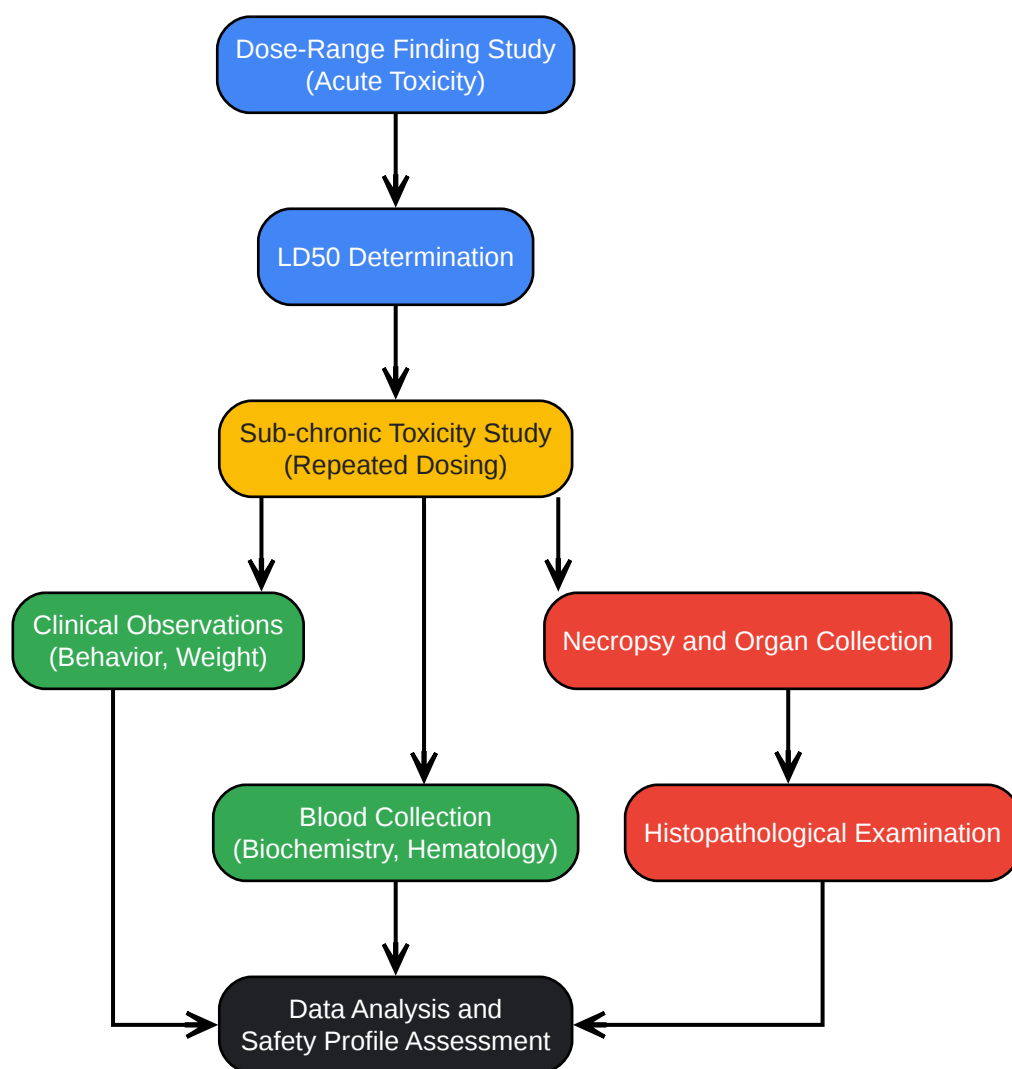 Dose-Range Finding Study
(Acute Toxicity)
LD50 Determination
Sub-chronic Toxicity Study
(Repeated Dosing)
Clinical Observations
(Behavior, Weight)
Necropsy and Organ Collection
Blood Collection
(Biochemistry, Hematology)
Histopathological Examination
Data Analysis and
Safety Profile Assessment